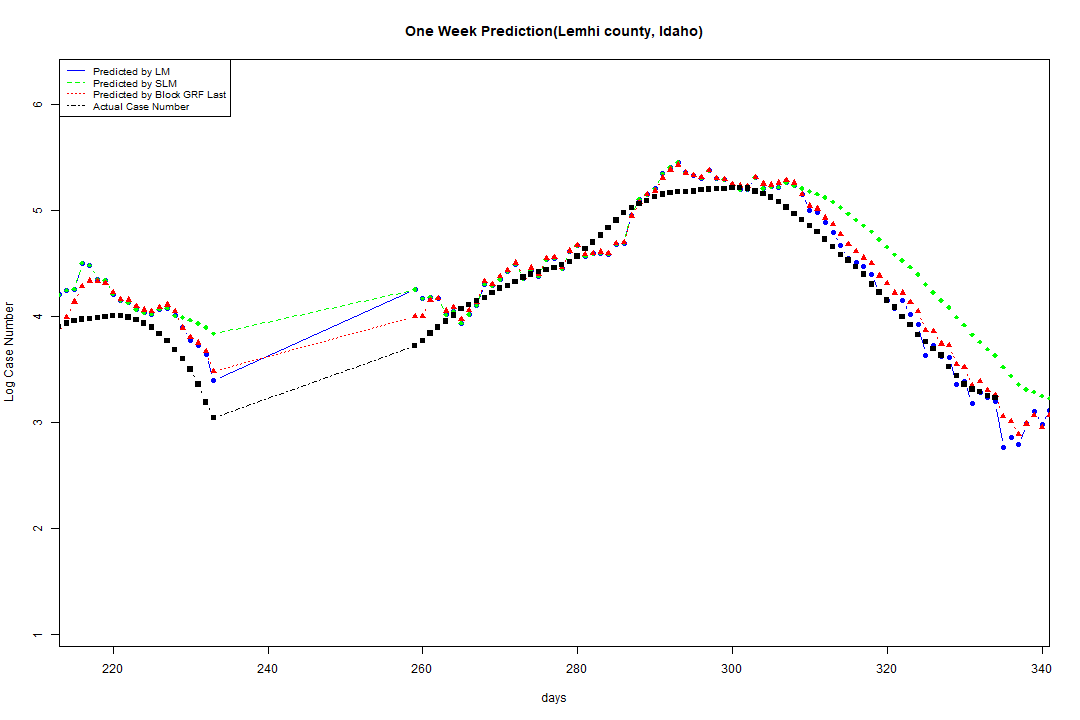 One Week Prediction(Lemhi county, Idaho)
Predicted by LM
Predicted by SLM
Predicted by Block GRF Last
Actual Case Number
6
5
4
3
2
1
Log Case Number
220 240 260 280 300 320 340
days